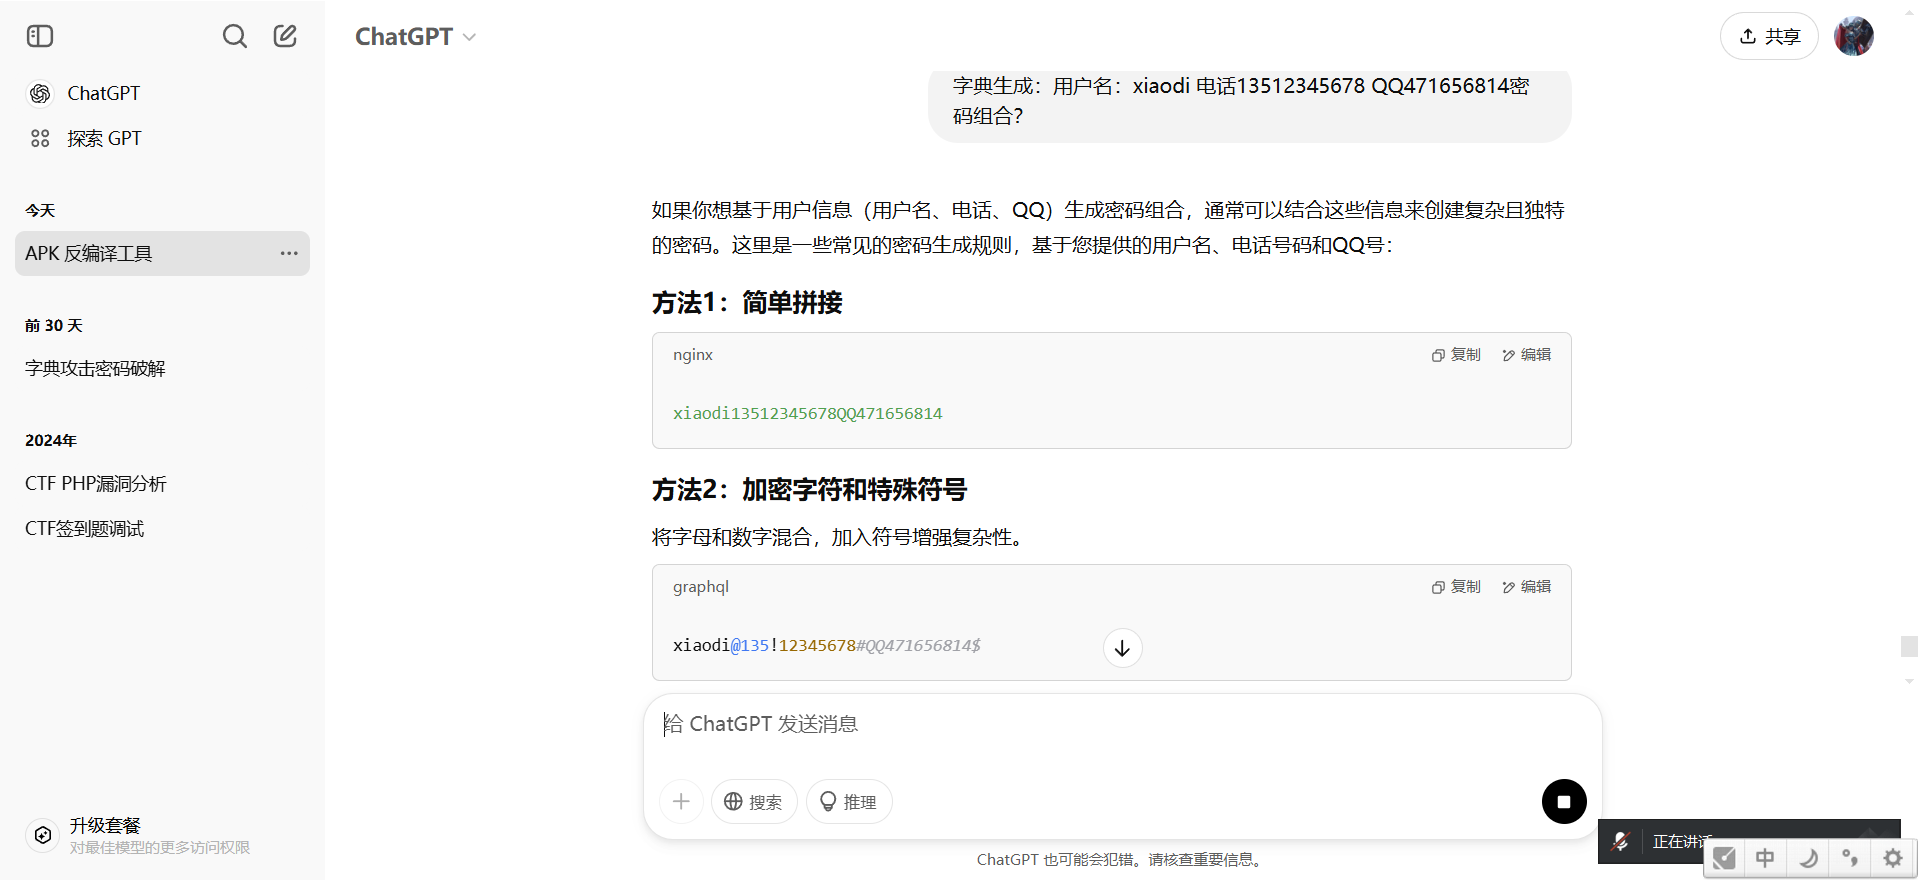 ChatGPT
共享
ChatGPT
探索 GPT
今天
APK 反编译工具
前 30 天
字典攻击密码破解
2024年
CTF PHP漏洞分析
CTF签到题调试
升级套餐
对最佳模型的更多访问权限
字典生成：用户名：xiaodi 电话13512345678 QQ471656814密
码组合？
如果你想基于用户信息（用户名、电话、QQ）生成密码组合，通常可以结合这些信息来创建复杂且独特
的密码。这里是一些常见的密码生成规则，基于您提供的用户名、电话号码和QQ号：
方法1：简单拼接
nginx
复制
编辑
xiaodi13512345678QQ471656814
方法2：加密字符和特殊符号
将字母和数字混合，加入符号增强复杂性。
graphql
复制
编辑
xiaodi@135!12345678#QQ471656814$
给 ChatGPT 发送消息
搜索
推理
ChatGPT 也可能会犯错。请核查重要信息。
正在讲话
中